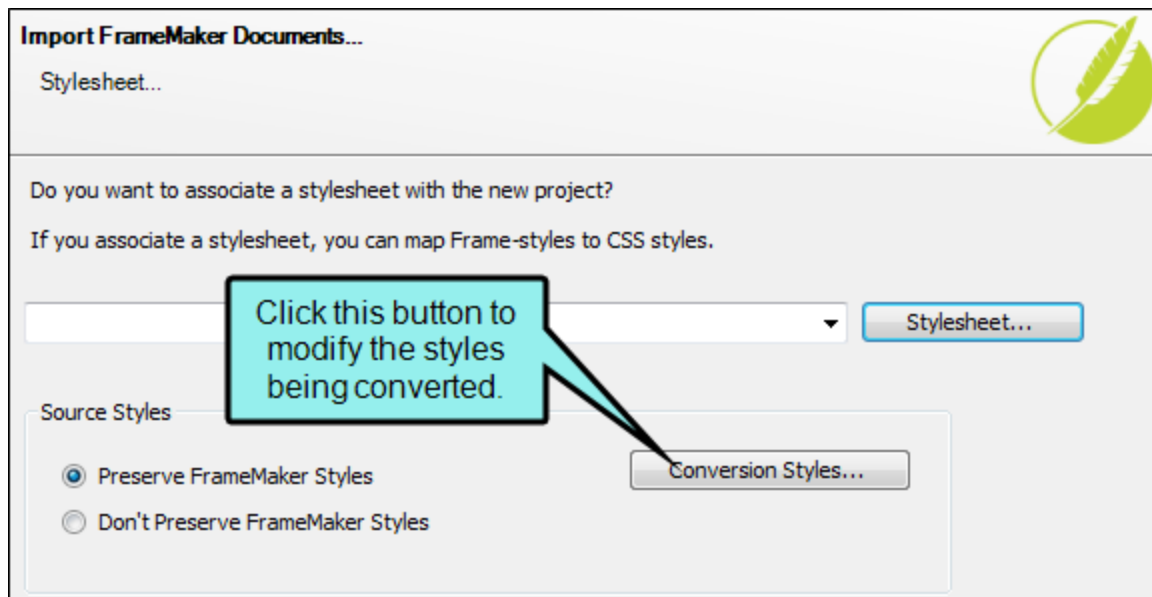 Import FrameMaker Documents...
Stylesheet...
Do you want to associate a stylesheet with the new project?
If you associate a stylesheet, you can map Frame-styles to CSS styles.
Click this button to
modify the styles
being converted.
Stylesheet...
Source Styles
Preserve FrameMaker Styles
Conversion Styles...
Don't Preserve FrameMaker Styles